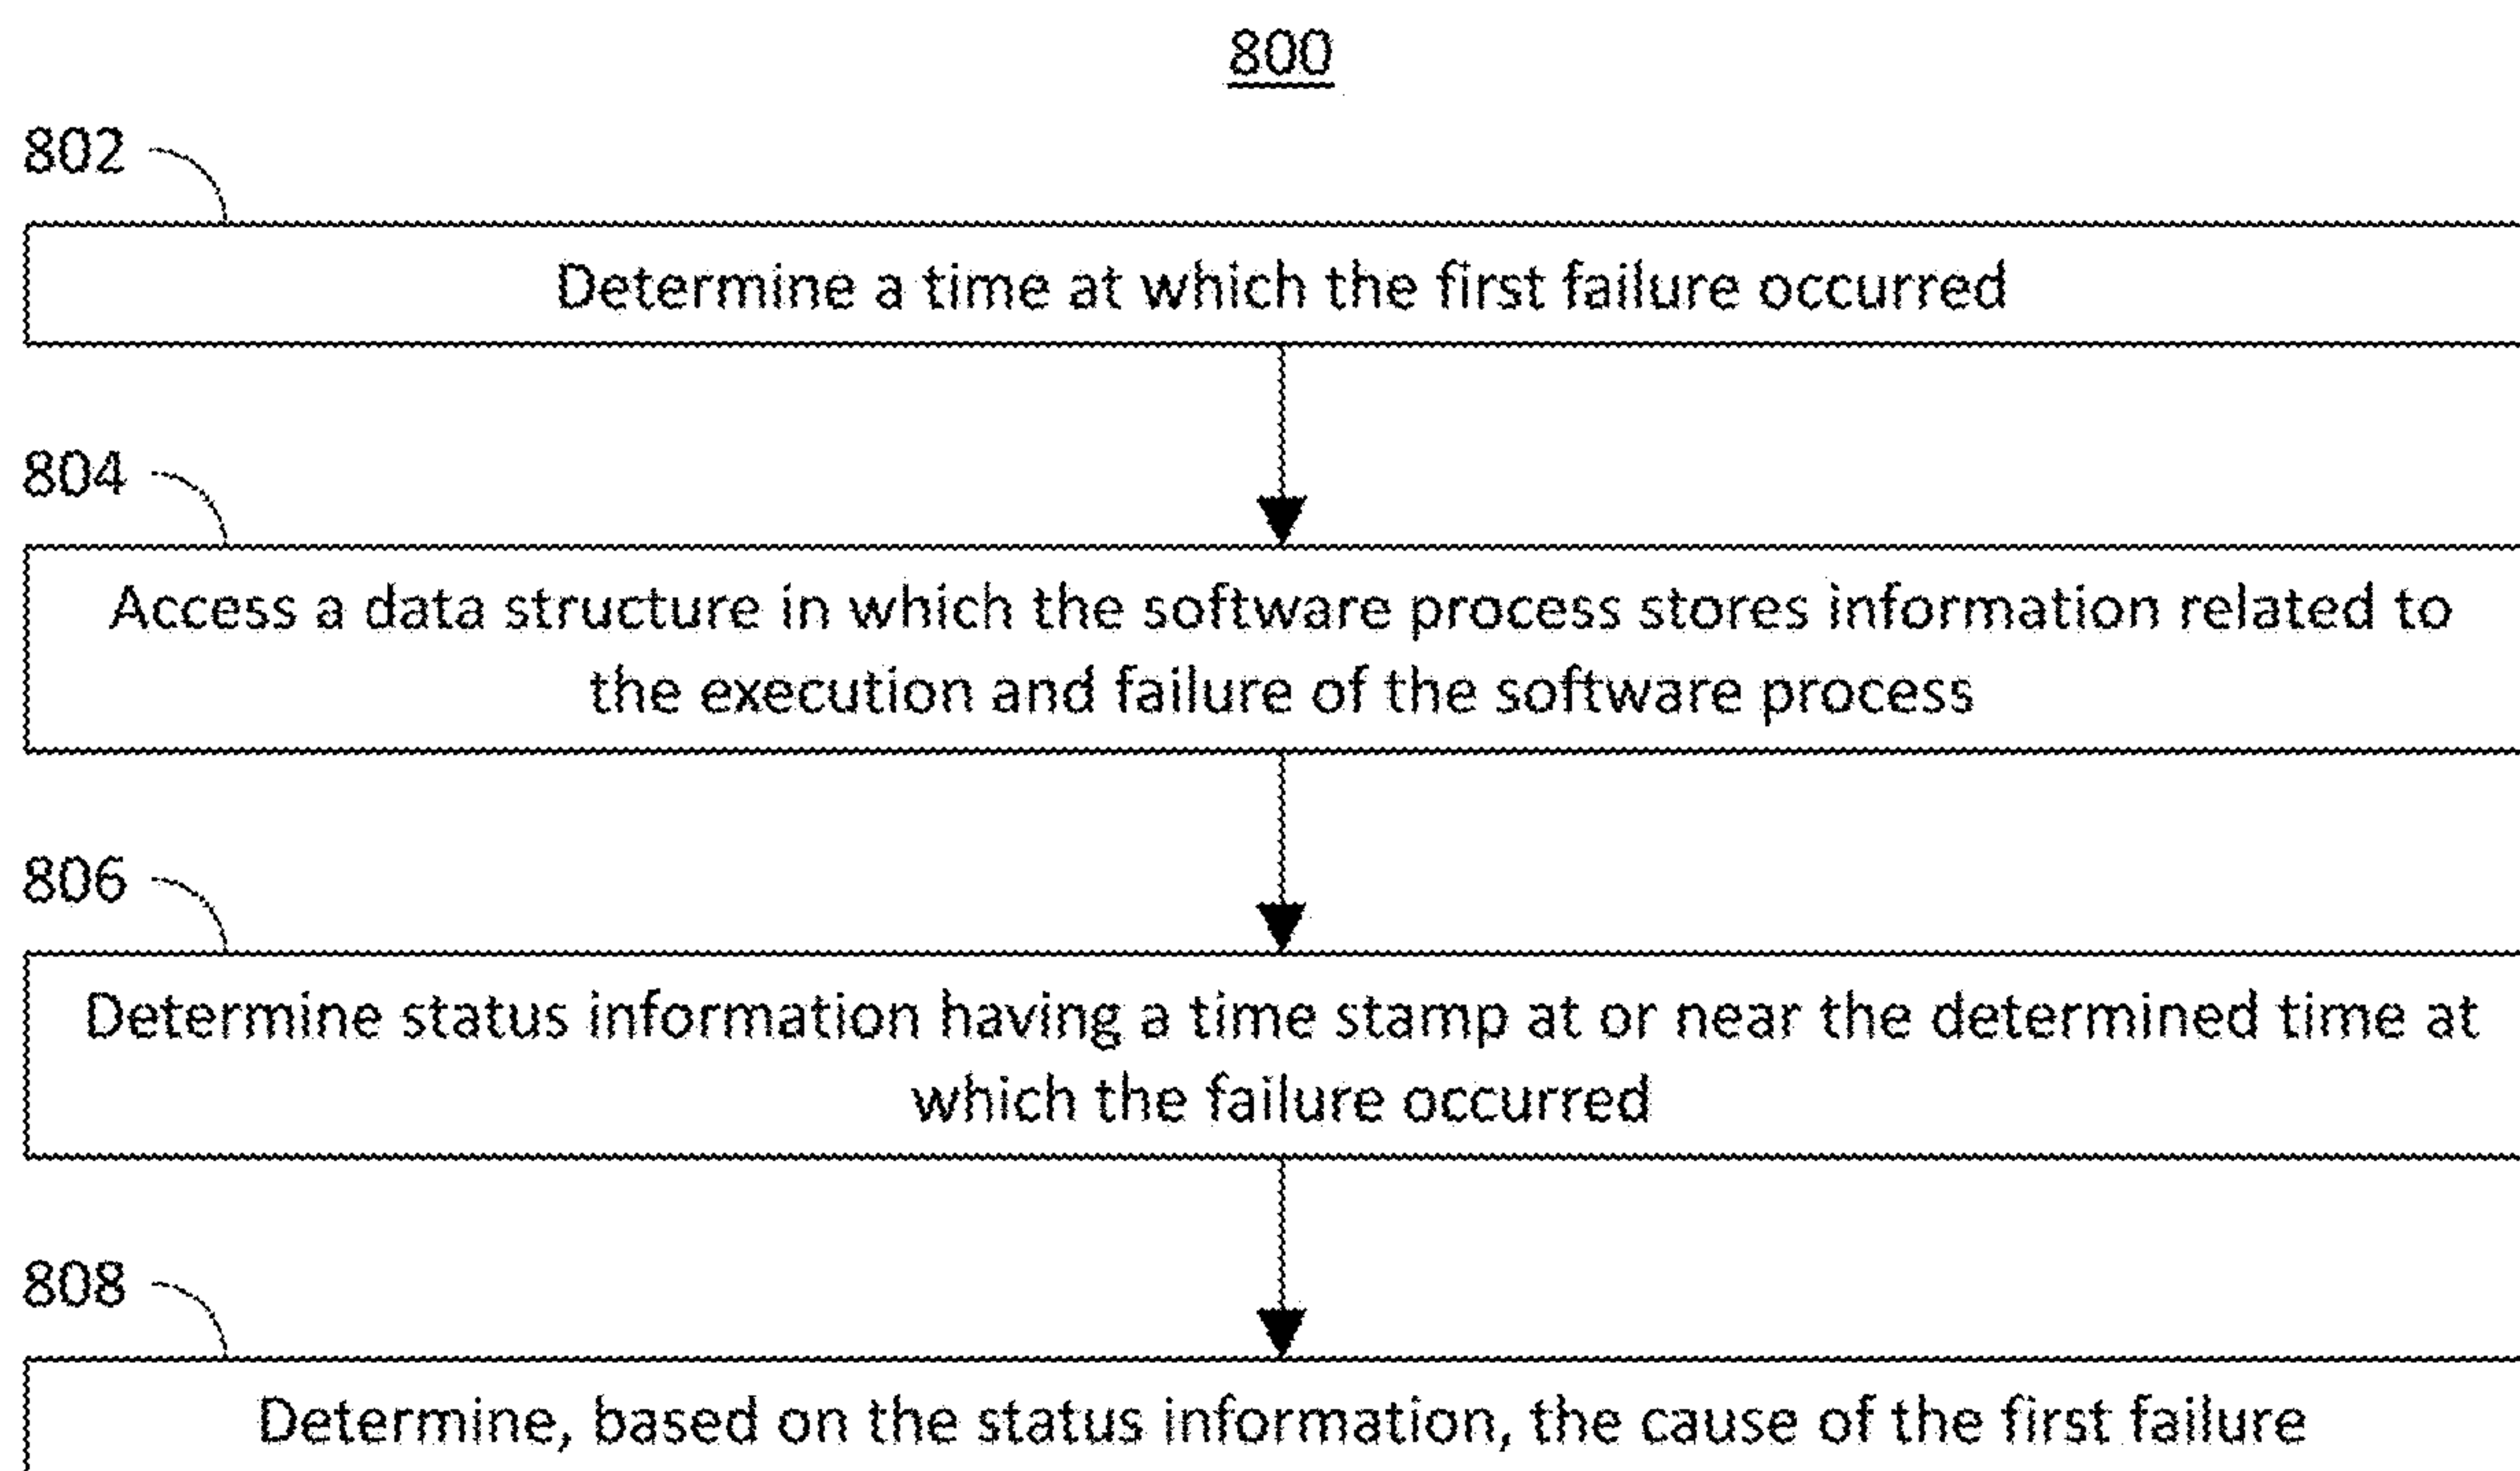 800
802
Determine a time at which the first failure occurred
804
Access a data structure in which the software process stores information related to
the execution and failure of the software process
806
Determine status information having a time stamp at or near the determined time at
which the failure occurred
808
Determine, based on the status information, the cause of the first failure